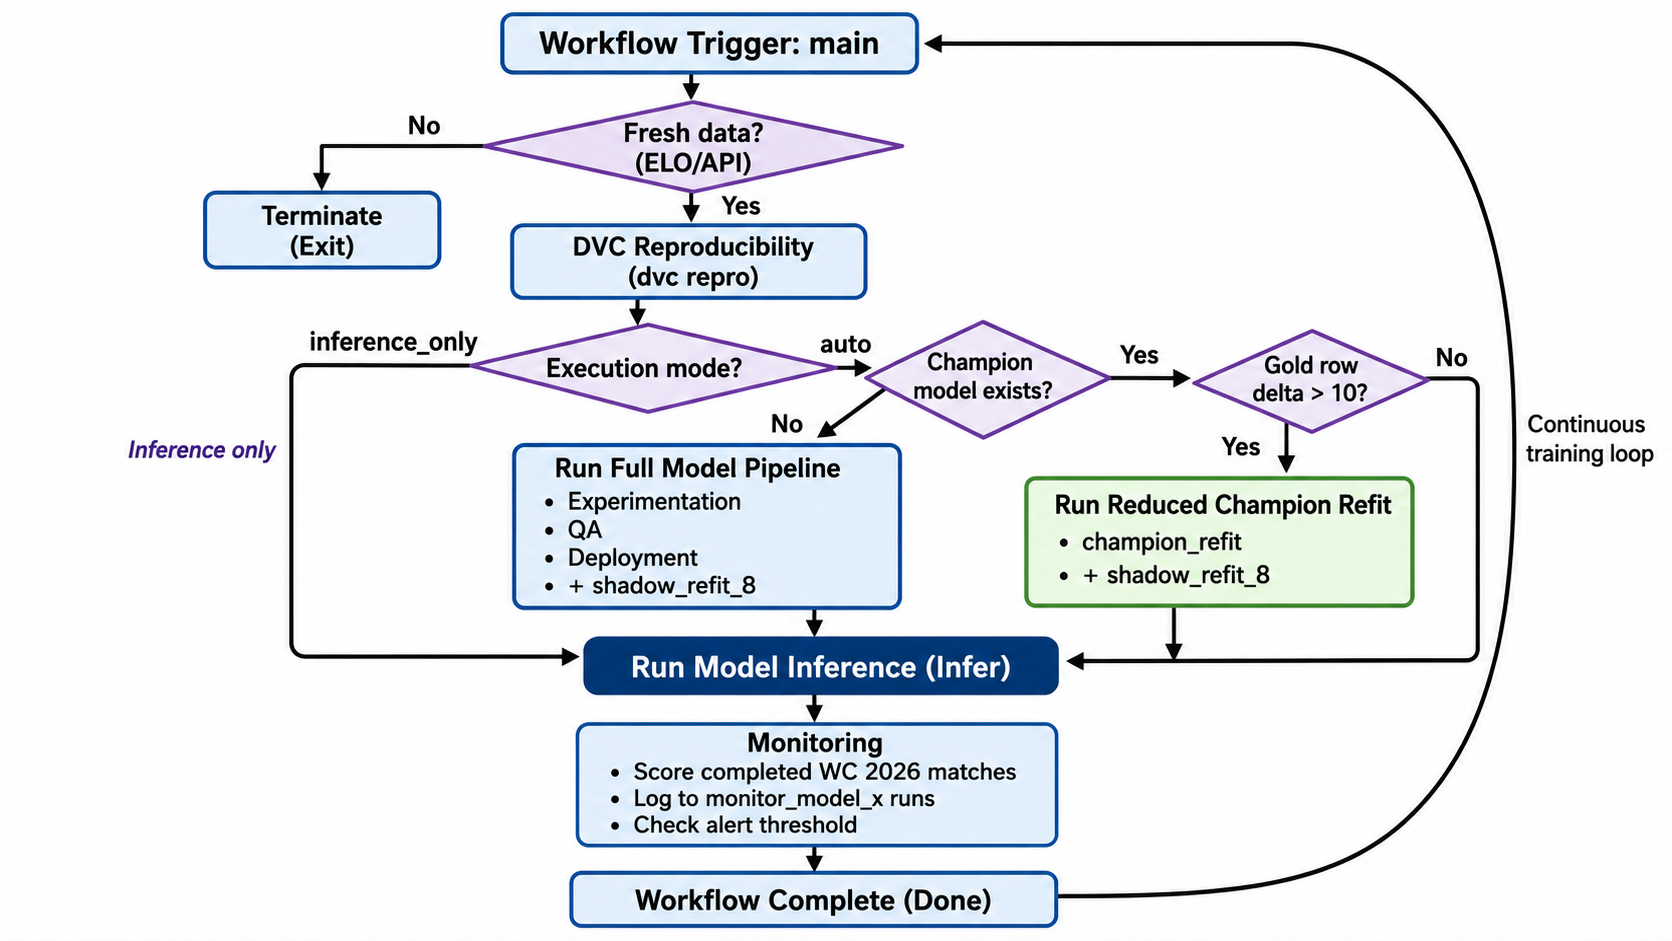 Workflow Trigger: main
Fresh data?
(ELO/API)
No
Yes
Terminate
(Exit)
DVC Reproducibility
(dvc repro)
inference_only
Execution mode?
auto
Champion
model exists?
Yes
Gold row
delta > 10?
No
No
Yes
Inference only
Continuous
training loop
Run Full Model Pipeline
• Experimentation
• QA
• Deployment
• + shadow_refit_8
Run Reduced Champion Refit
• champion_refit
• + shadow_refit_8
Run Model Inference (Infer)
Monitoring
• Score completed WC 2026 matches
• Log to monitor_model_x runs
• Check alert threshold
Workflow Complete (Done)